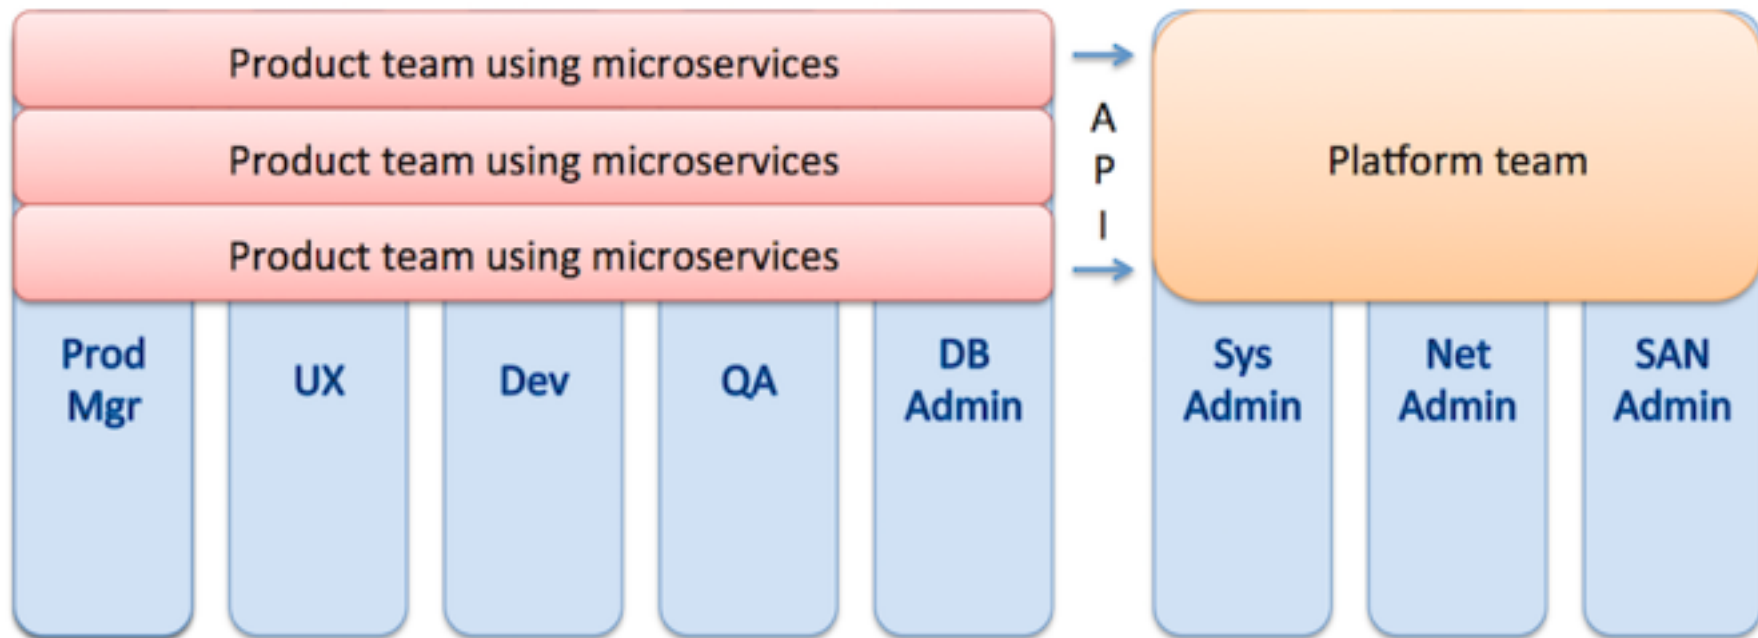 Product team using microservices
Product team using microservices
Product team using microservices
A
P
I
Platform team
Prod
Mgr
UX
Dev
QA
DB
Admin
Sys
Admin
Net
Admin
SAN
Admin